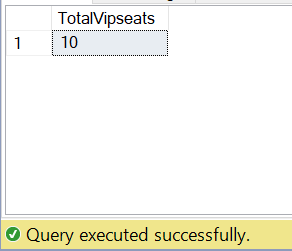 TotalVipseats
1 10
Query executed successfully.